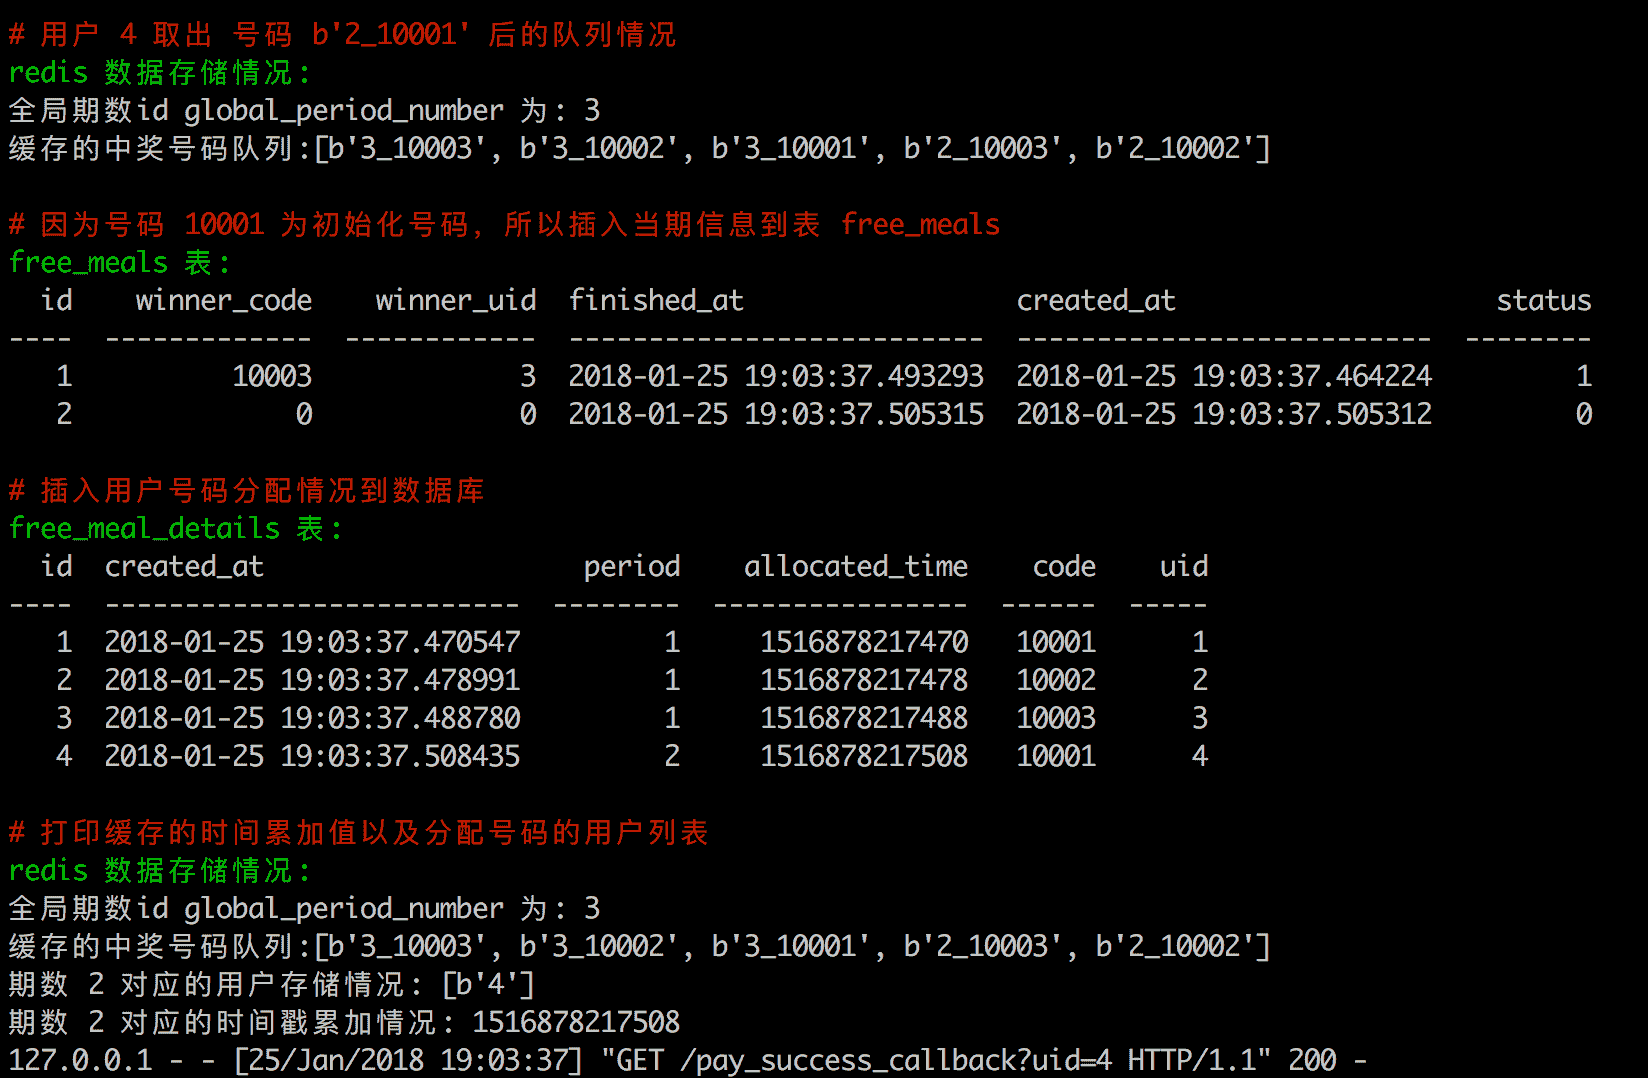 # 用户 4 取出 号码 b'2_10001' 后的队列情况
redis 数据存储情况:
全局期数id global_period_number 为: 3
缓存的中奖号码队列:[b'3_10003', b'3_10002', b'3_10001', b'2_10003', b'2_10002']
# 因为号码 10001 为初始化号码, 所以插入当期信息到表 free_meals
free_meals 表:
id winner_code winner_uid finished_at created_at status
---- ------------- ------------ -------------------------- -------------------------- --------
1 10003 3 2018-01-25 19:03:37.493293 2018-01-25 19:03:37.464224 1
2 0 0 2018-01-25 19:03:37.505315 2018-01-25 19:03:37.505312 0
# 插入用户号码分配情况到数据库
free_meal_details 表:
id created_at period allocated_time code uid
---- -------------------------- -------- ---------------- ------ -----
1 2018-01-25 19:03:37.470547 1 1516878217470 10001 1
2 2018-01-25 19:03:37.478991 1 1516878217478 10002 2
3 2018-01-25 19:03:37.488780 1 1516878217488 10003 3
4 2018-01-25 19:03:37.508435 2 1516878217508 10001 4
# 打印缓存的时间累加值以及分配号码的用户列表
redis 数据存储情况:
全局期数id global_period_number 为: 3
缓存的中奖号码队列:[b'3_10003', b'3_10002', b'3_10001', b'2_10003', b'2_10002']
期数 2 对应的用户存储情况: [b'4']
期数 2 对应的时间戳累加情况: 1516878217508
127.0.0.1 - - [25/Jan/2018 19:03:37] "GET /pay_success_callback?uid=4 HTTP/1.1" 200 -